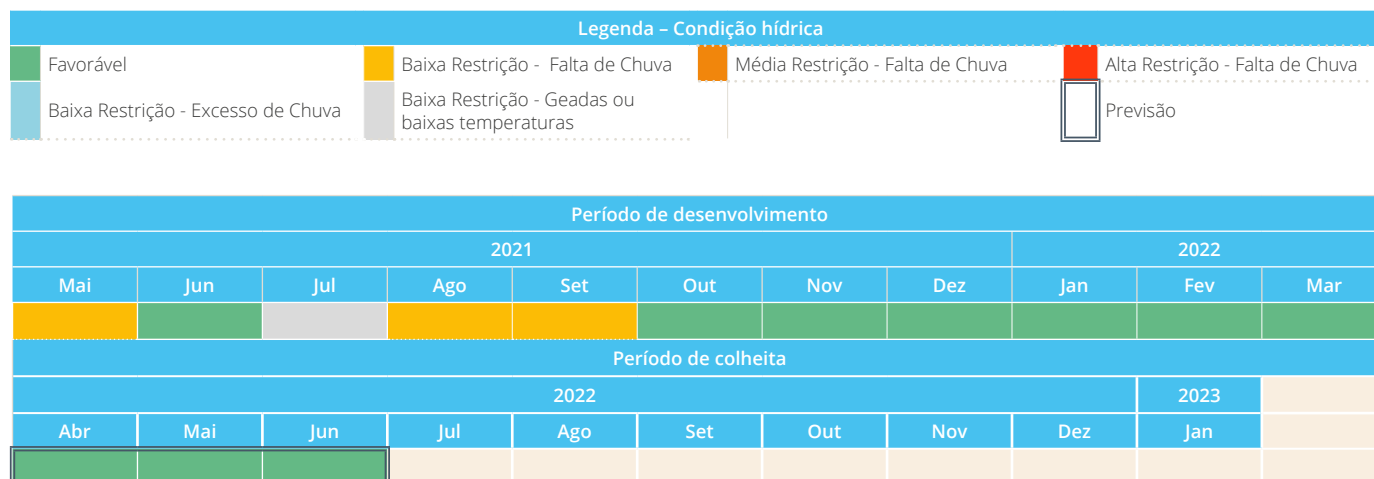 Legenda – Condição hídrica
Favorável
Baixa Restrição - Falta de Chuva
Média Restrição - Falta de Chuva
Alta Restrição - Falta de Chuva
Baixa Restrição - Excesso de Chuva
Baixa Restrição - Geadas ou
baixas temperaturas
Previsão
Período de desenvolvimento
2021 2022
Mai Jun Jul Ago Set Out Nov Dez Jan Fev Mar
Período de colheita
2022 2023
Abr Mai Jun Jul Ago Set Out Nov Dez Jan